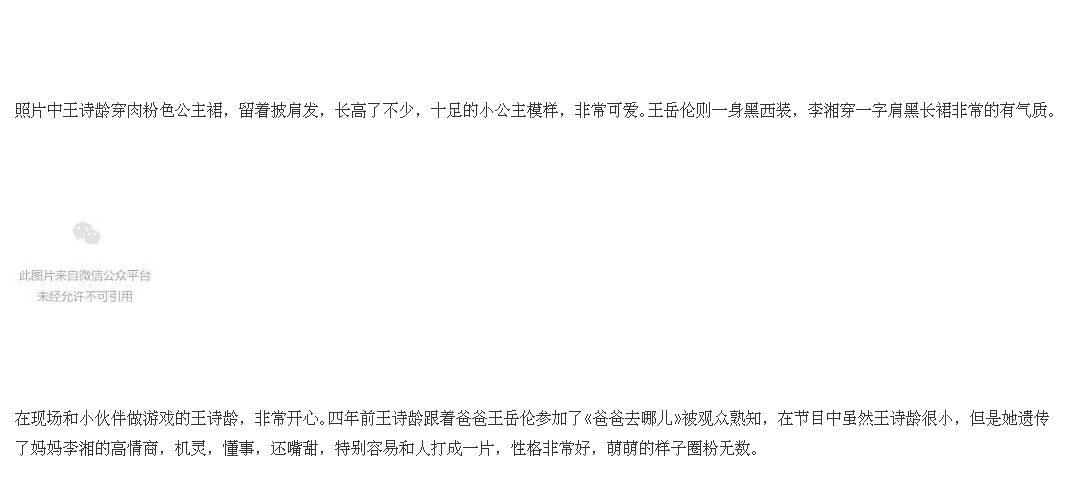 照片中王诗龄穿肉粉色公主裙，留着披肩发，长高了不少，十足的小公主模样，非常可爱。王岳伦则一身黑西装，李湘穿一字肩黑长裙非常的有气质。
此图片来自微信公众平台
未经允许不可引用
在现场和小伙伴做游戏的王诗龄，非常开心。四年前王诗龄跟着爸爸王岳伦参加了《爸爸去哪儿》被观众熟知，在节目中虽然王诗龄很小，但是她遗传
了妈妈李湘的高情商，机灵，懂事，还嘴甜，特别容易和人打成一片，性格非常好，萌萌的样子圈粉无数。